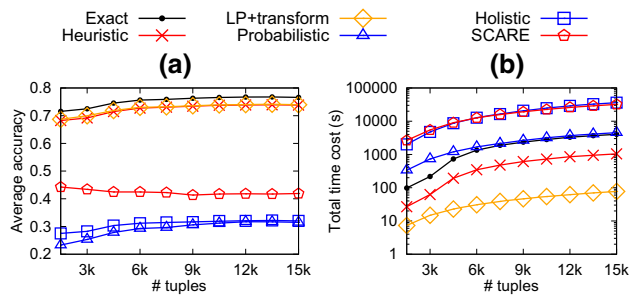 Exact
LP+transform
Holistic
Heuristic
Probabilistic
SCARE
(a)
(b)
Average accuracy
0.8
0.7
0.6
0.5
0.4
0.3
0.2
3k
6k
9k
12k
15k
# tuples
Total time cost (s)
100000
10000
1000
100
10
1
3k
6k
9k
12k
15k
# tuples